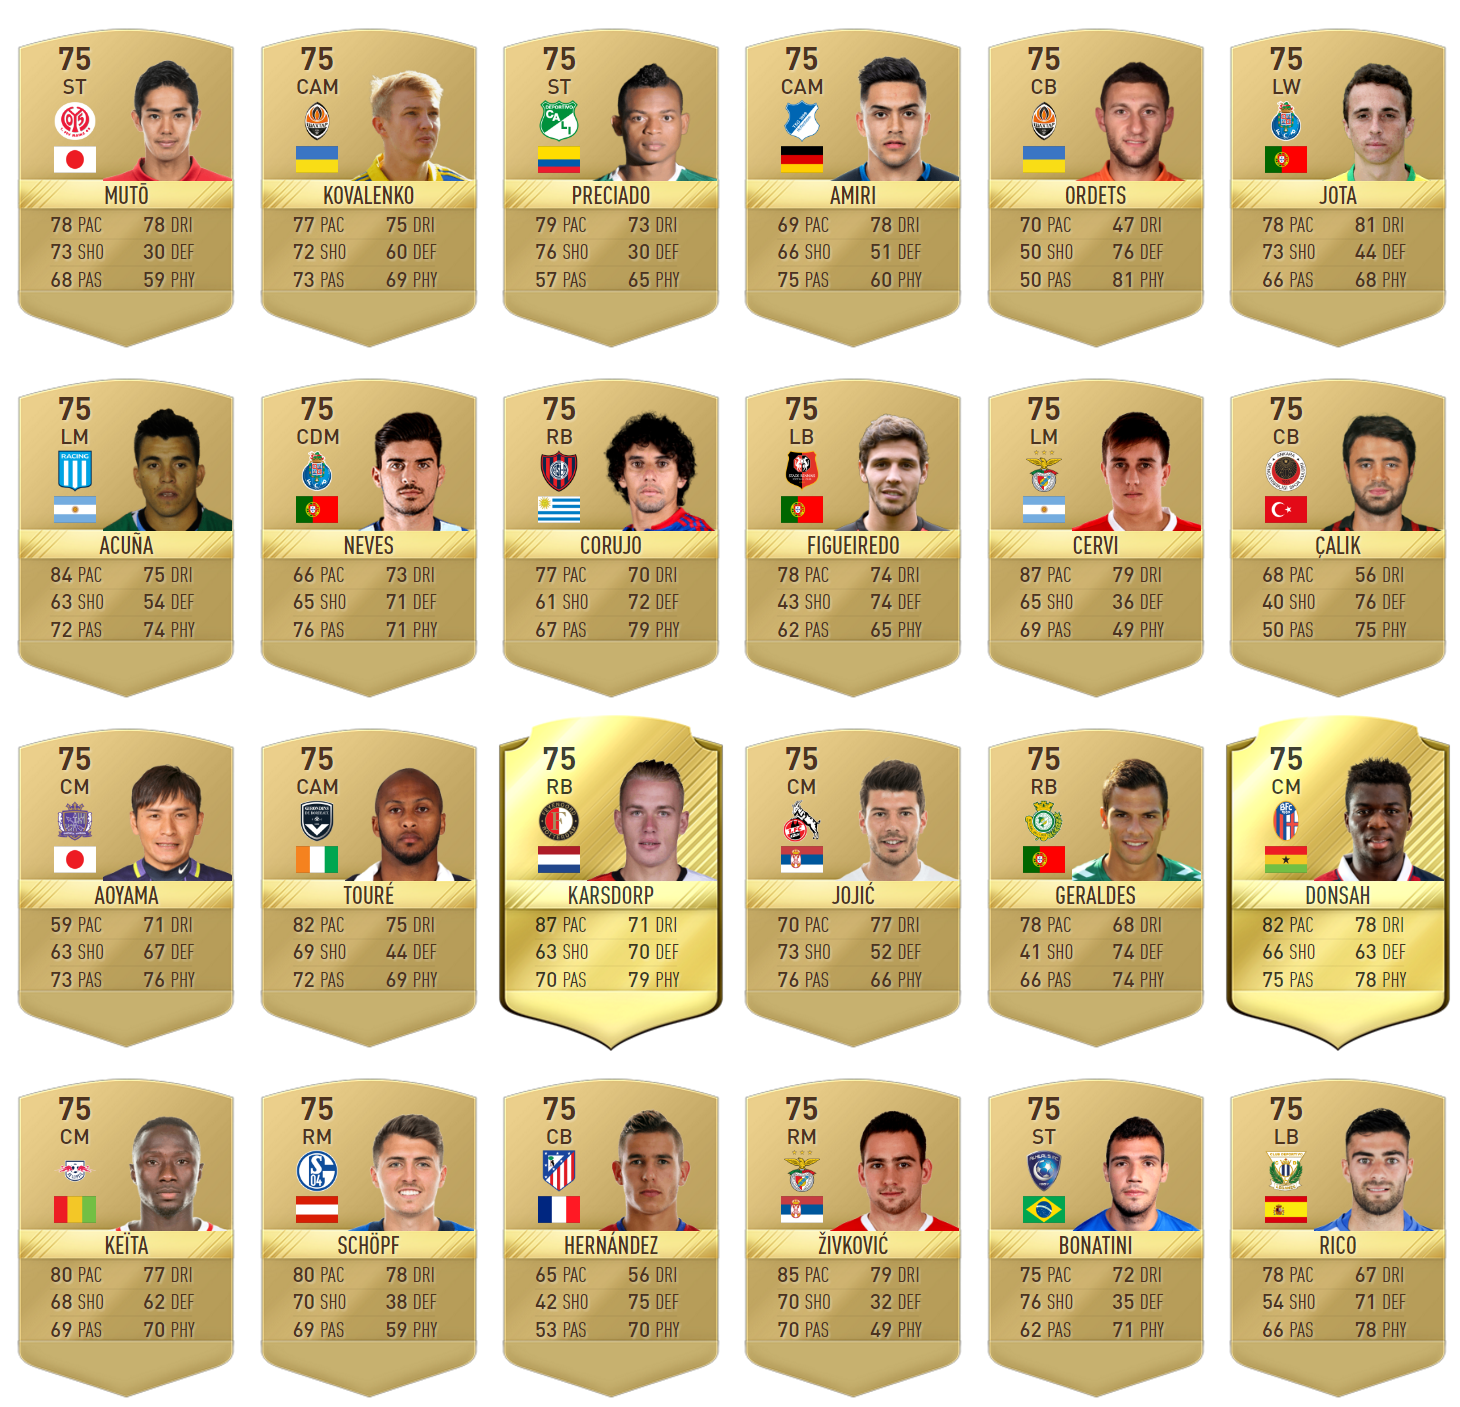 75
ST
MUTŌ
78 PAC 78 DRI
73 SHO 30 DEF
68 PAS 59 PHY
75
CAM
KOVALENKO
77 PAC 75 DRI
72 SHO 60 DEF
73 PAS 69 PHY
75
ST
DEPORTIVO
CALI
PRECIADO
79 PAC 73 DRI
76 SHO 30 DEF
57 PAS 65 PHY
75
CAM
AMIRI
69 PAC 78 DRI
66 SHO 51 DEF
75 PAS 60 PHY
75
CB
ORDETS
70 PAC 47 DRI
50 SHO 76 DEF
50 PAS 81 PHY
75
LW
FCP
JOTA
78 PAC 81 DRI
73 SHO 44 DEF
66 PAS 68 PHY
75
LM
RACING
ACUÑA
84 PAC 75 DRI
63 SHO 54 DEF
72 PAS 74 PHY
75
CDM
FCP
NEVES
66 PAC 73 DRI
65 SHO 71 DEF
76 PAS 71 PHY
75
RB
CORUJO
77 PAC 70 DRI
61 SHO 72 DEF
67 PAS 79 PHY
75
LB
FIGUEIREDO
78 PAC 74 DRI
43 SHO 74 DEF
62 PAS 65 PHY
75
LM
CERVI
87 PAC 79 DRI
65 SHO 36 DEF
69 PAS 49 PHY
75
CB
ÇALIK
68 PAC 56 DRI
40 SHO 76 DEF
50 PAS 75 PHY
75
CM
AOYAMA
59 PAC 71 DRI
63 SHO 67 DEF
73 PAS 76 PHY
75
CAM
GIRONDINS
TOURÉ
82 PAC 75 DRI
69 SHO 44 DEF
72 PAS 69 PHY
75
RB
F
KARSDORP
87 PAC 71 DRI
63 SHO 70 DEF
70 PAS 79 PHY
75
CM
JOJIĆ
70 PAC 77 DRI
73 SHO 52 DEF
76 PAS 66 PHY
75
RB
GERALDES
78 PAC 68 DRI
41 SHO 74 DEF
66 PAS 74 PHY
75
CM
BFC
DONSAH
82 PAC 78 DRI
66 SHO 63 DEF
75 PAS 78 PHY
75
CM
KEÏTA
80 PAC 77 DRI
68 SHO 62 DEF
69 PAS 70 PHY
75
RM
S
04
SCHÖPF
80 PAC 78 DRI
70 SHO 38 DEF
69 PAS 59 PHY
75
CB
HERNÁNDEZ
65 PAC 56 DRI
42 SHO 75 DEF
53 PAS 70 PHY
75
RM
ŽIVKOVIĆ
85 PAC 79 DRI
70 SHO 32 DEF
70 PAS 49 PHY
75
ST
BONATINI
75 PAC 72 DRI
76 SHO 35 DEF
62 PAS 71 PHY
75
LB
RICO
78 PAC 67 DRI
54 SHO 71 DEF
66 PAS 78 PHY